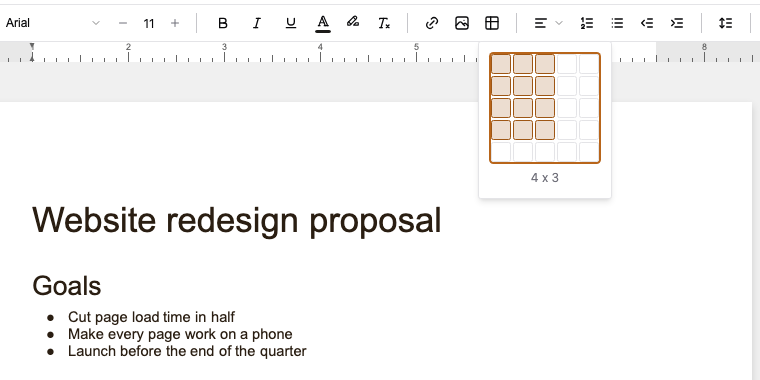 Arial
11
B I U A
1 2 3 4 5 8
4 x 3
Website redesign proposal
Goals
● Cut page load time in half
● Make every page work on a phone
● Launch before the end of the quarter